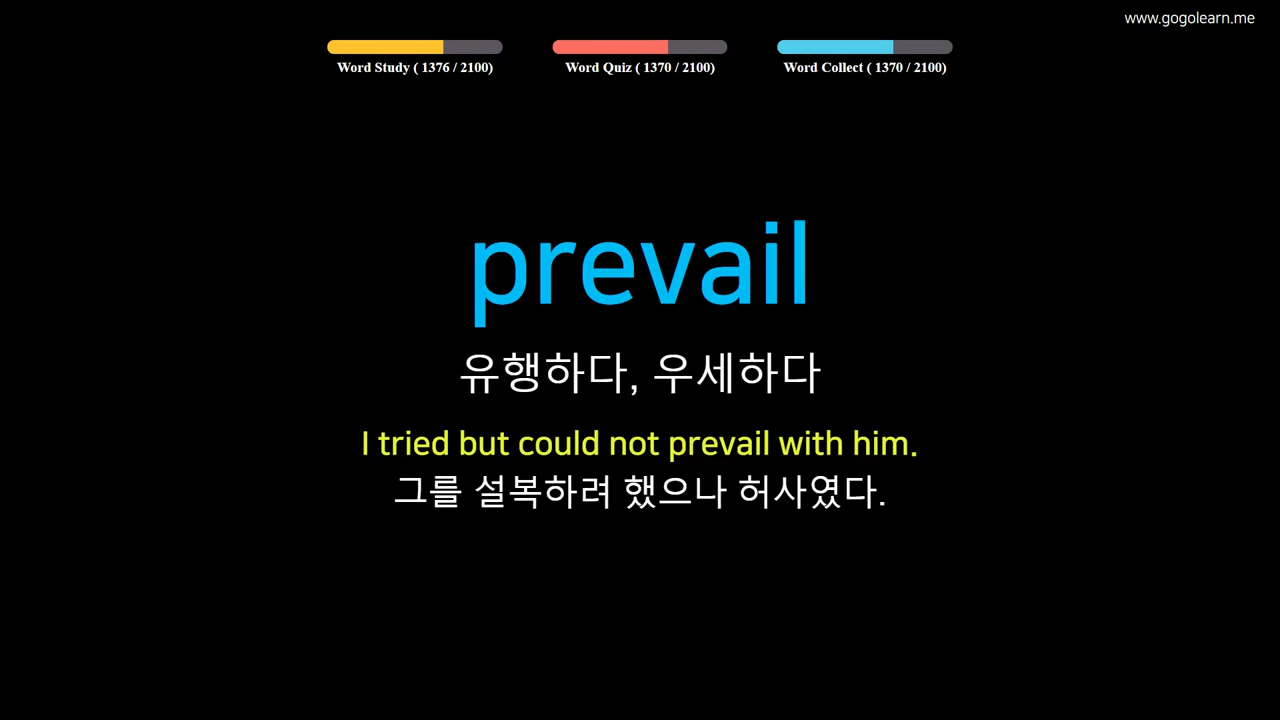 www.gogolearn.me
Word Study ( 1376 / 2100)
Word Quiz ( 1370 / 2100)
Word Collect ( 1370 / 2100)
prevail
유행하다, 우세하다
I tried but could not prevail with him.
그를 설복하려 했으나 허사였다.